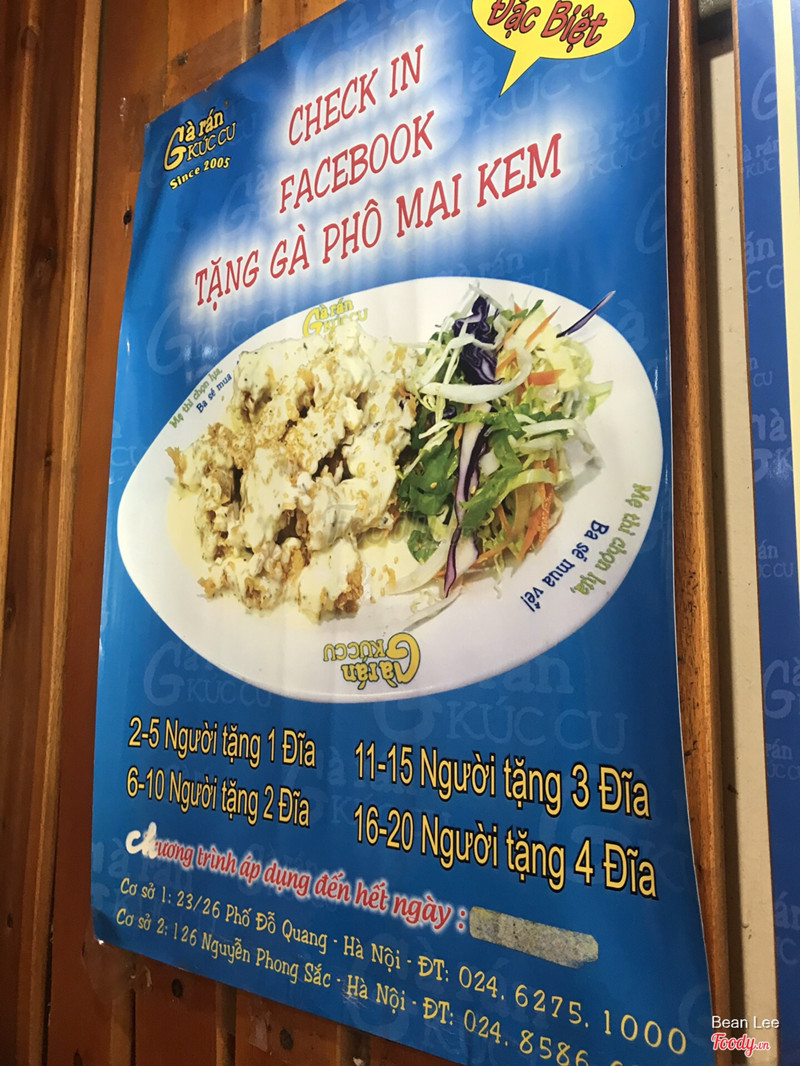 Đặc Biệt
Gà rán
KÚC CU
Since 2005
CHECK IN
FACEBOOK
TẶNG GÀ PHÔ MAI KEM
Gà rán
KÚC CU
Mẹ thì chọn lựa,
Ba sẽ mua
Mẹ thì chọn lựa,
Ba sẽ mua về!
Gà rán
KÚC CU
2-5 Người tặng 1 Đĩa
6-10 Người tặng 2 Đĩa
11-15 Người tặng 3 Đĩa
16-20 Người tặng 4 Đĩa
chương trình áp dụng đến hết ngày :
Cơ sở 1: 23/26 Phố Đỗ Quang - Hà Nội - ĐT: 024. 6275. 1000
Cơ sở 2: 126 Nguyễn Phong Sắc - Hà Nội - ĐT: 024. 8586
Bean Lee
Foody.vn